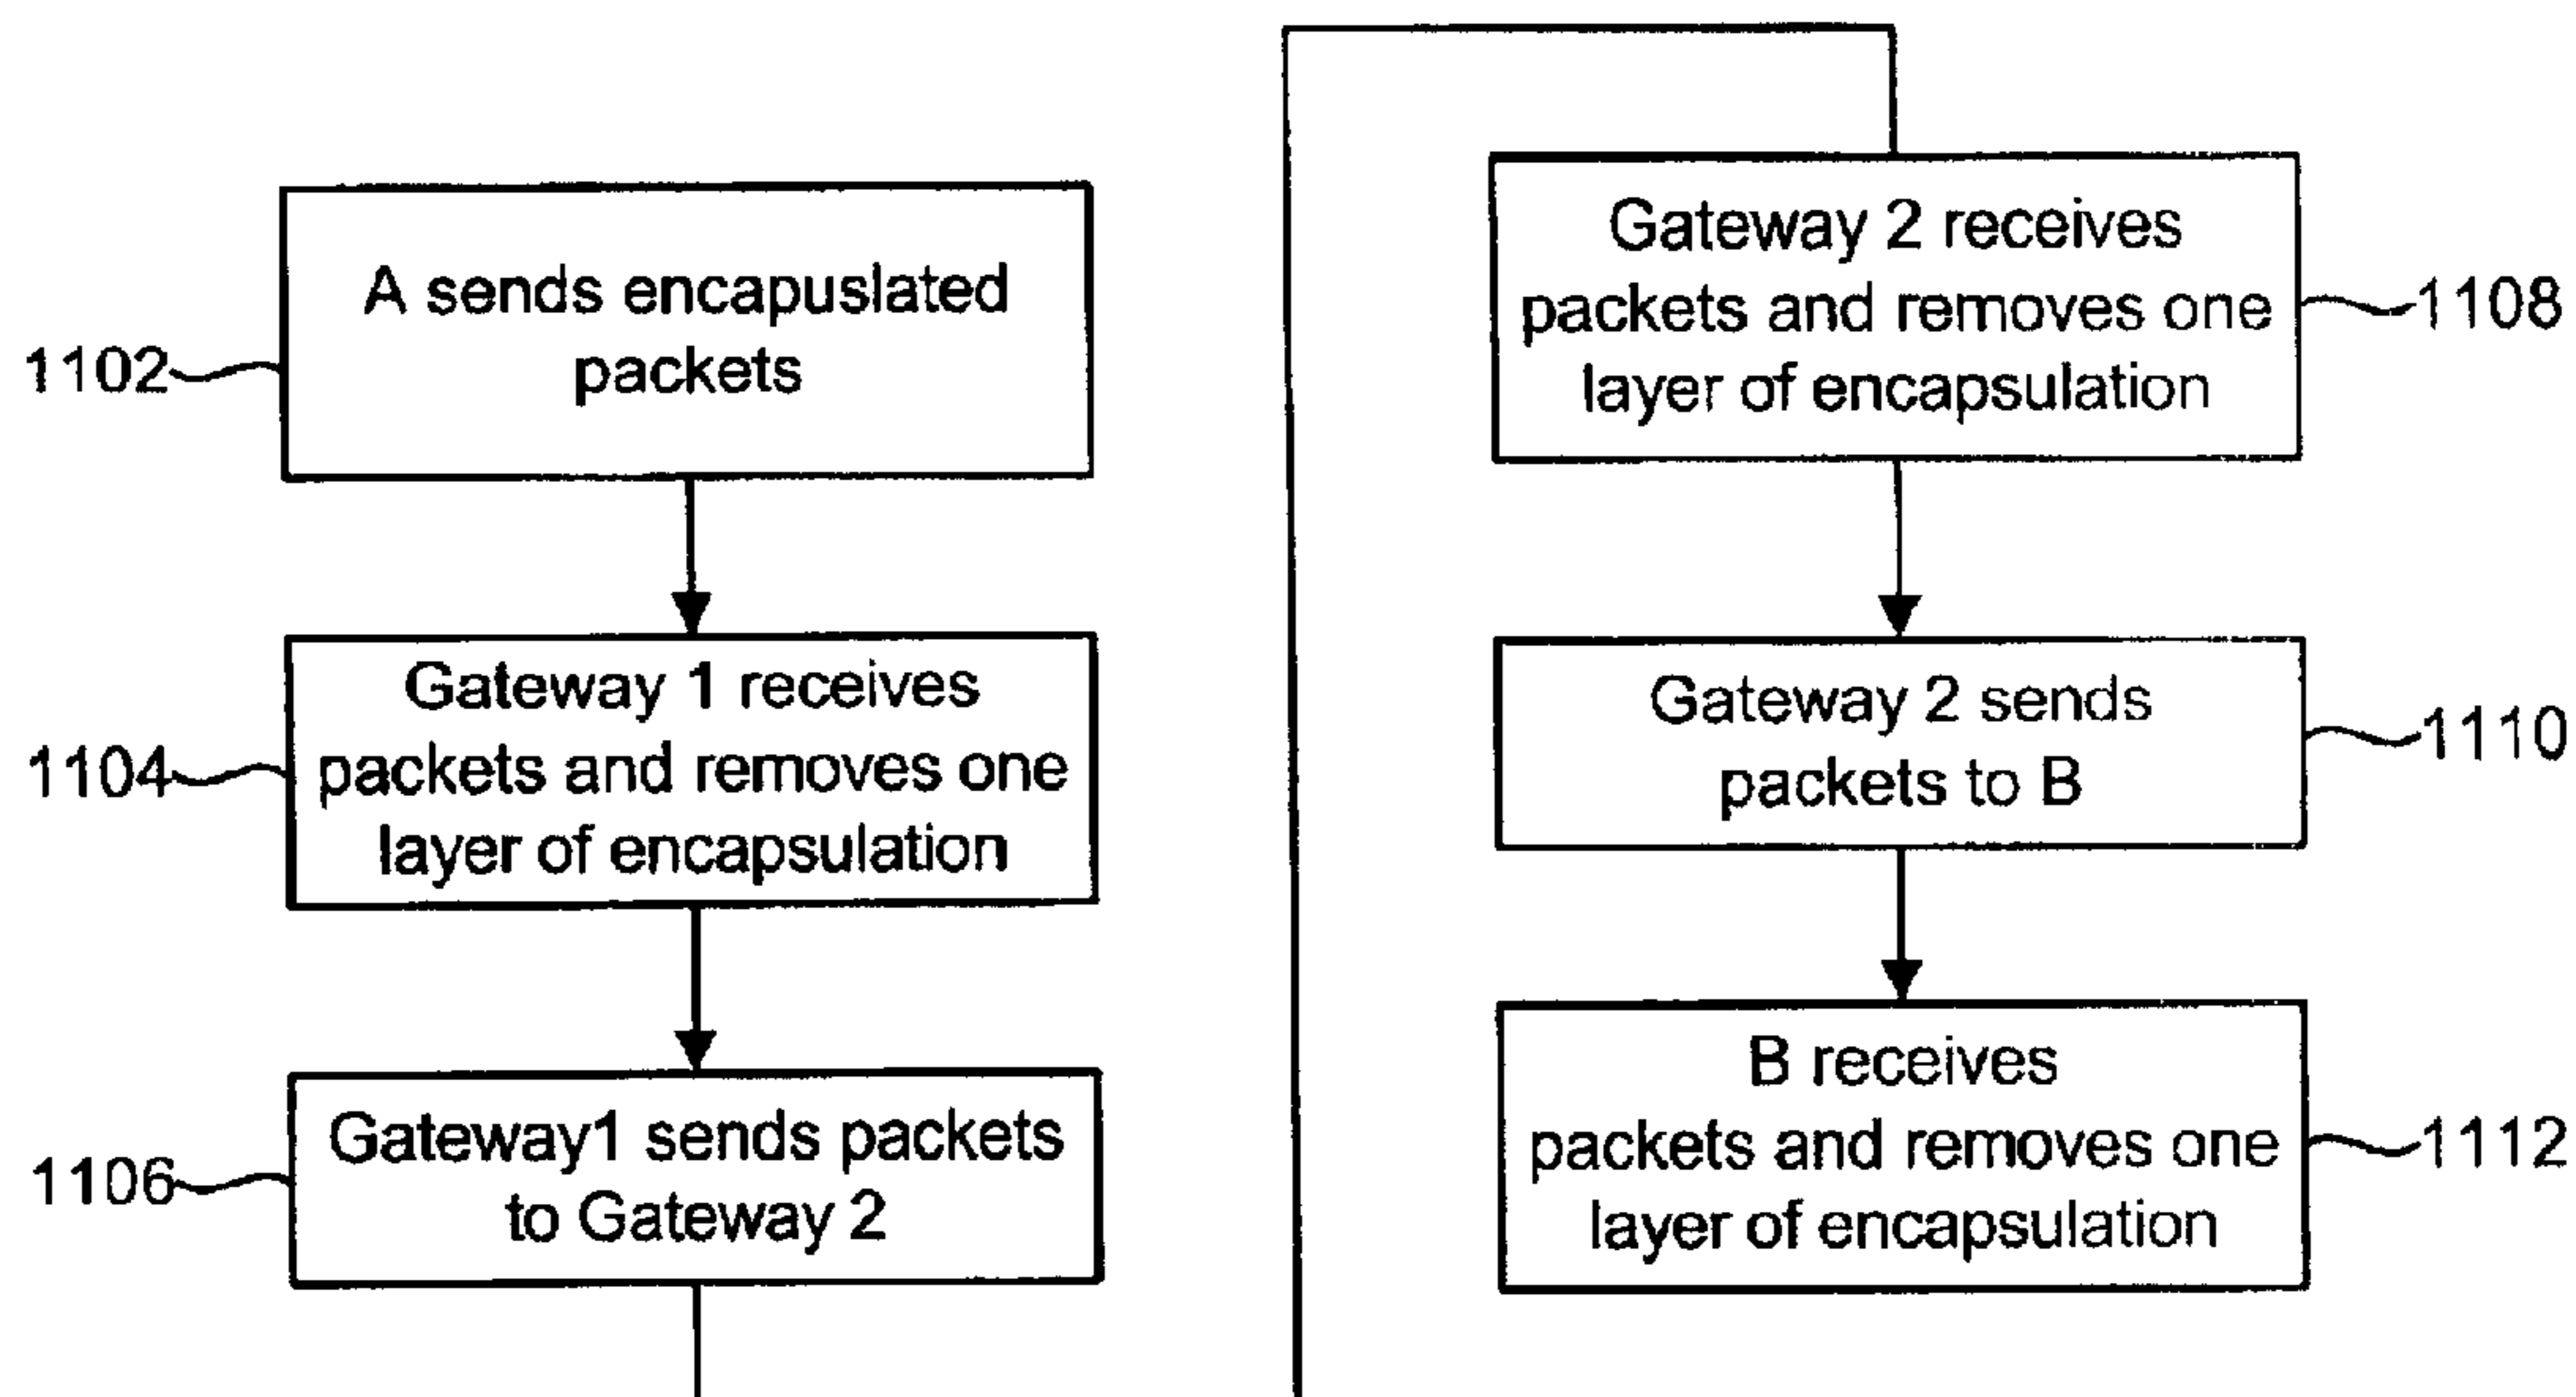 A sends encapuslated
packets
1102
Gateway 1 receives
packets and removes one
layer of encapsulation
1104
Gateway1 sends packets
to Gateway 2
1106
Gateway 2 receives
packets and removes one
layer of encapsulation
1108
Gateway 2 sends
packets to B
1110
B receives
packets and removes one
layer of encapsulation
1112